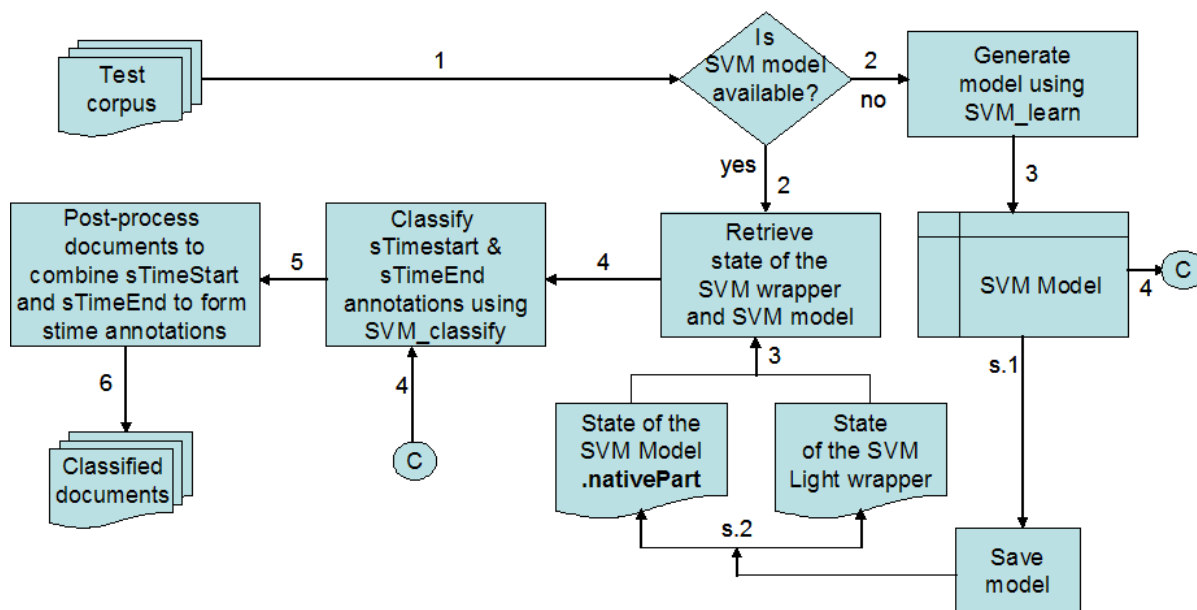 Test
corpus
1
Is
SVM model
available?
2
no
Generate
model using
SVM_learn
yes
2
3
Post-process
documents to
combine sTimeStart
and sTimeEnd to form
stime annotations
5
Classify
sTimestart &
sTimeEnd
annotations using
SVM_classify
4
Retrieve
state of the
SVM wrapper
and SVM model
SVM Model
4
C
6
4
3
s.1
Classified
documents
C
State of the
SVM Model
.nativePart
State
of the SVM
Light wrapper
s.2
Save
model